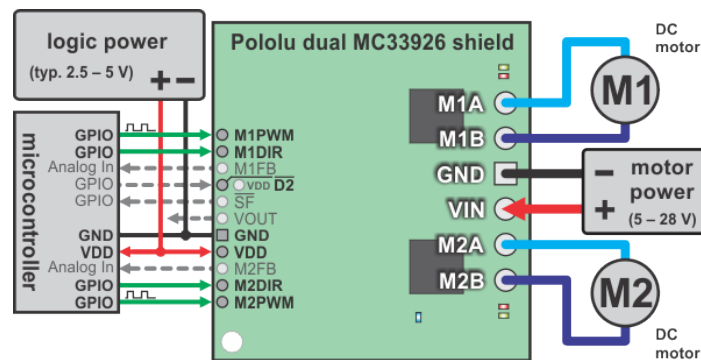 logic power
(typ. 2.5 – 5 V)
+ −
microcontroller
GPIO
GPIO
Analog In
GPIO
GPIO
GND
VDD
Analog In
GPIO
GPIO
Pololu dual MC33926 shield
M1PWM
M1DIR
M1FB
VDD D2
SF
VOUT
GND
VDD
M2FB
M2DIR
M2PWM
M1A
M1B
GND
VIN
M2A
M2B
DC
motor
M1
− motor
power
+ (5 – 28 V)
M2
DC
motor